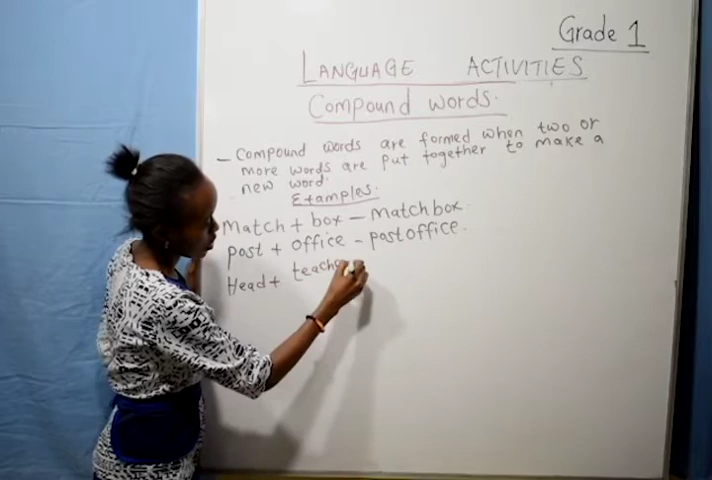 Grade 1
LANGUAGE ACTIVITIES
Compound words.
- Compound words are formed when two or
more words are put together to make a
new word.
Examples.
Match + box - Matchbox
post + office - postoffice.
Head + teache